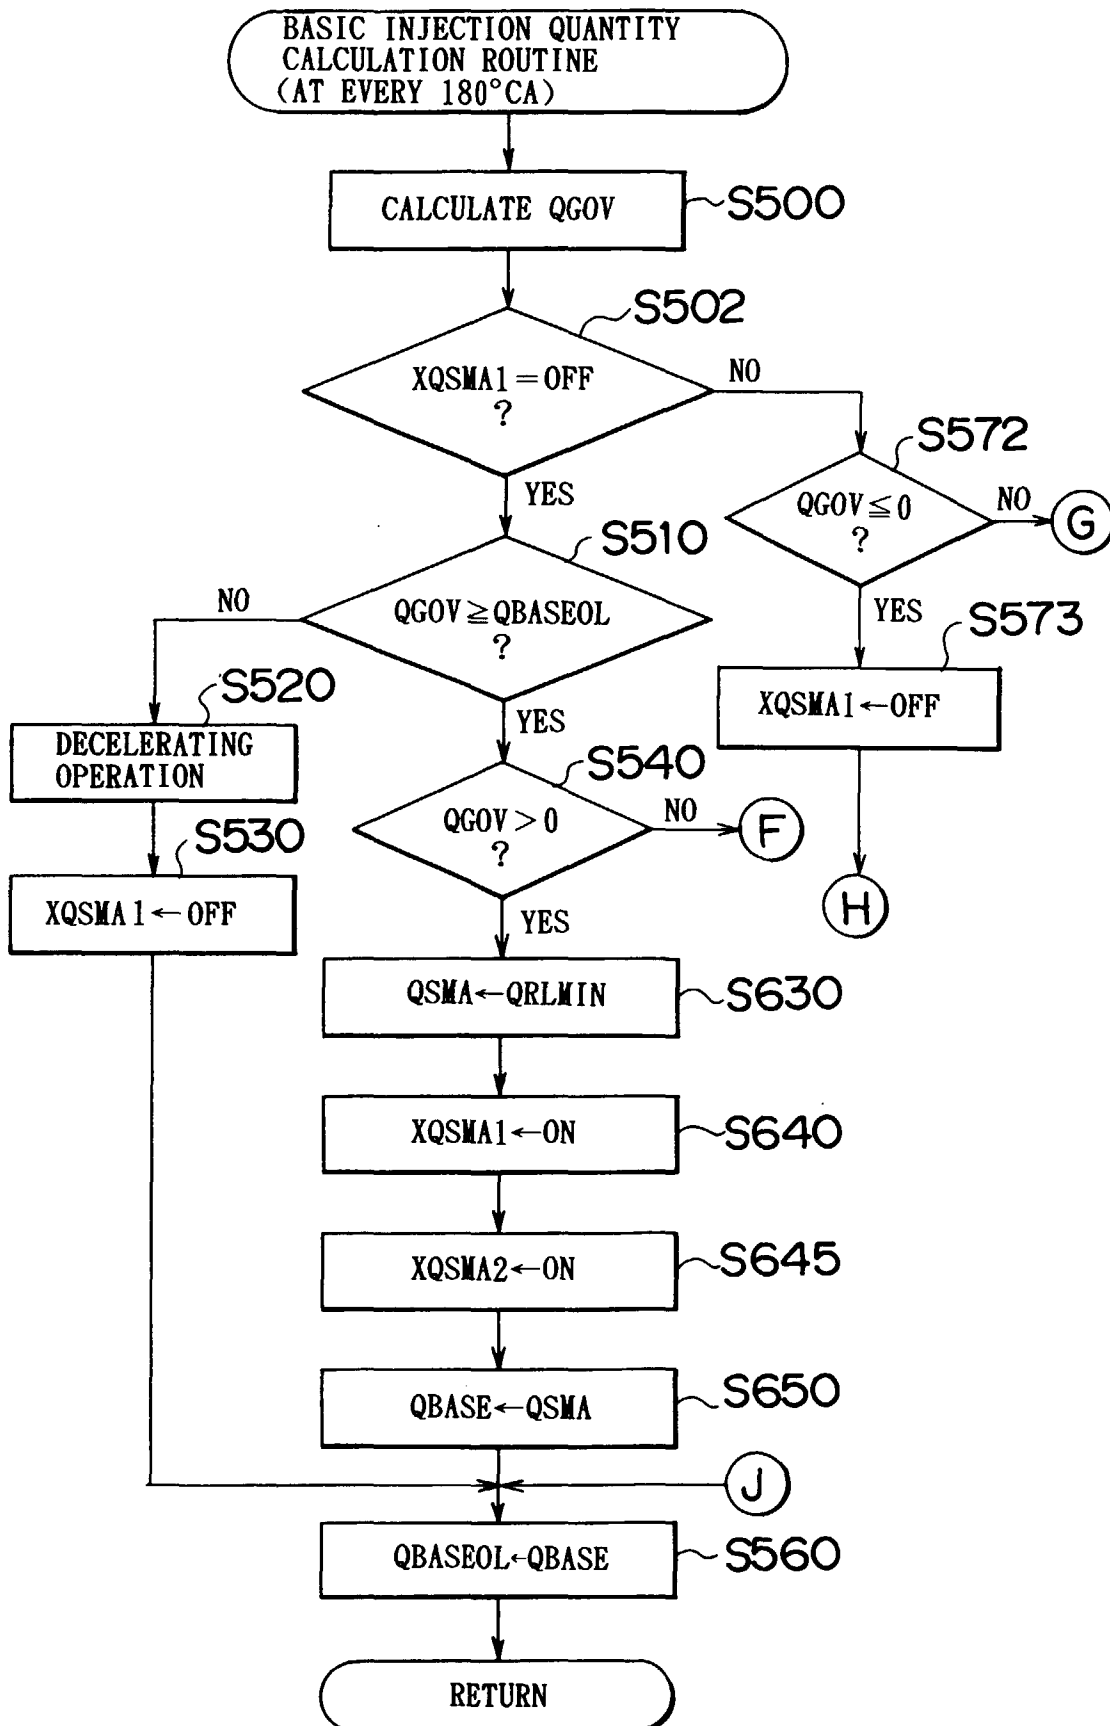 BASIC INJECTION QUANTITY
CALCULATION ROUTINE
(AT EVERY 180°CA)
CALCULATE QGOV
S500
S502
XQSMA1=OFF
?
NO
YES
S572
QGOV≦0
?
NO
G
YES
S510
QGOV≧QBASEOL
?
NO
YES
S573
XQSMA1←OFF
H
S520
DECELERATING
OPERATION
S540
QGOV>0
?
NO
F
YES
S530
XQSMA1←OFF
QSMA←QRLMIN
S630
XQSMA1←ON
S640
XQSMA2←ON
S645
QBASE←QSMA
S650
J
QBASEOL←QBASE
S560
RETURN